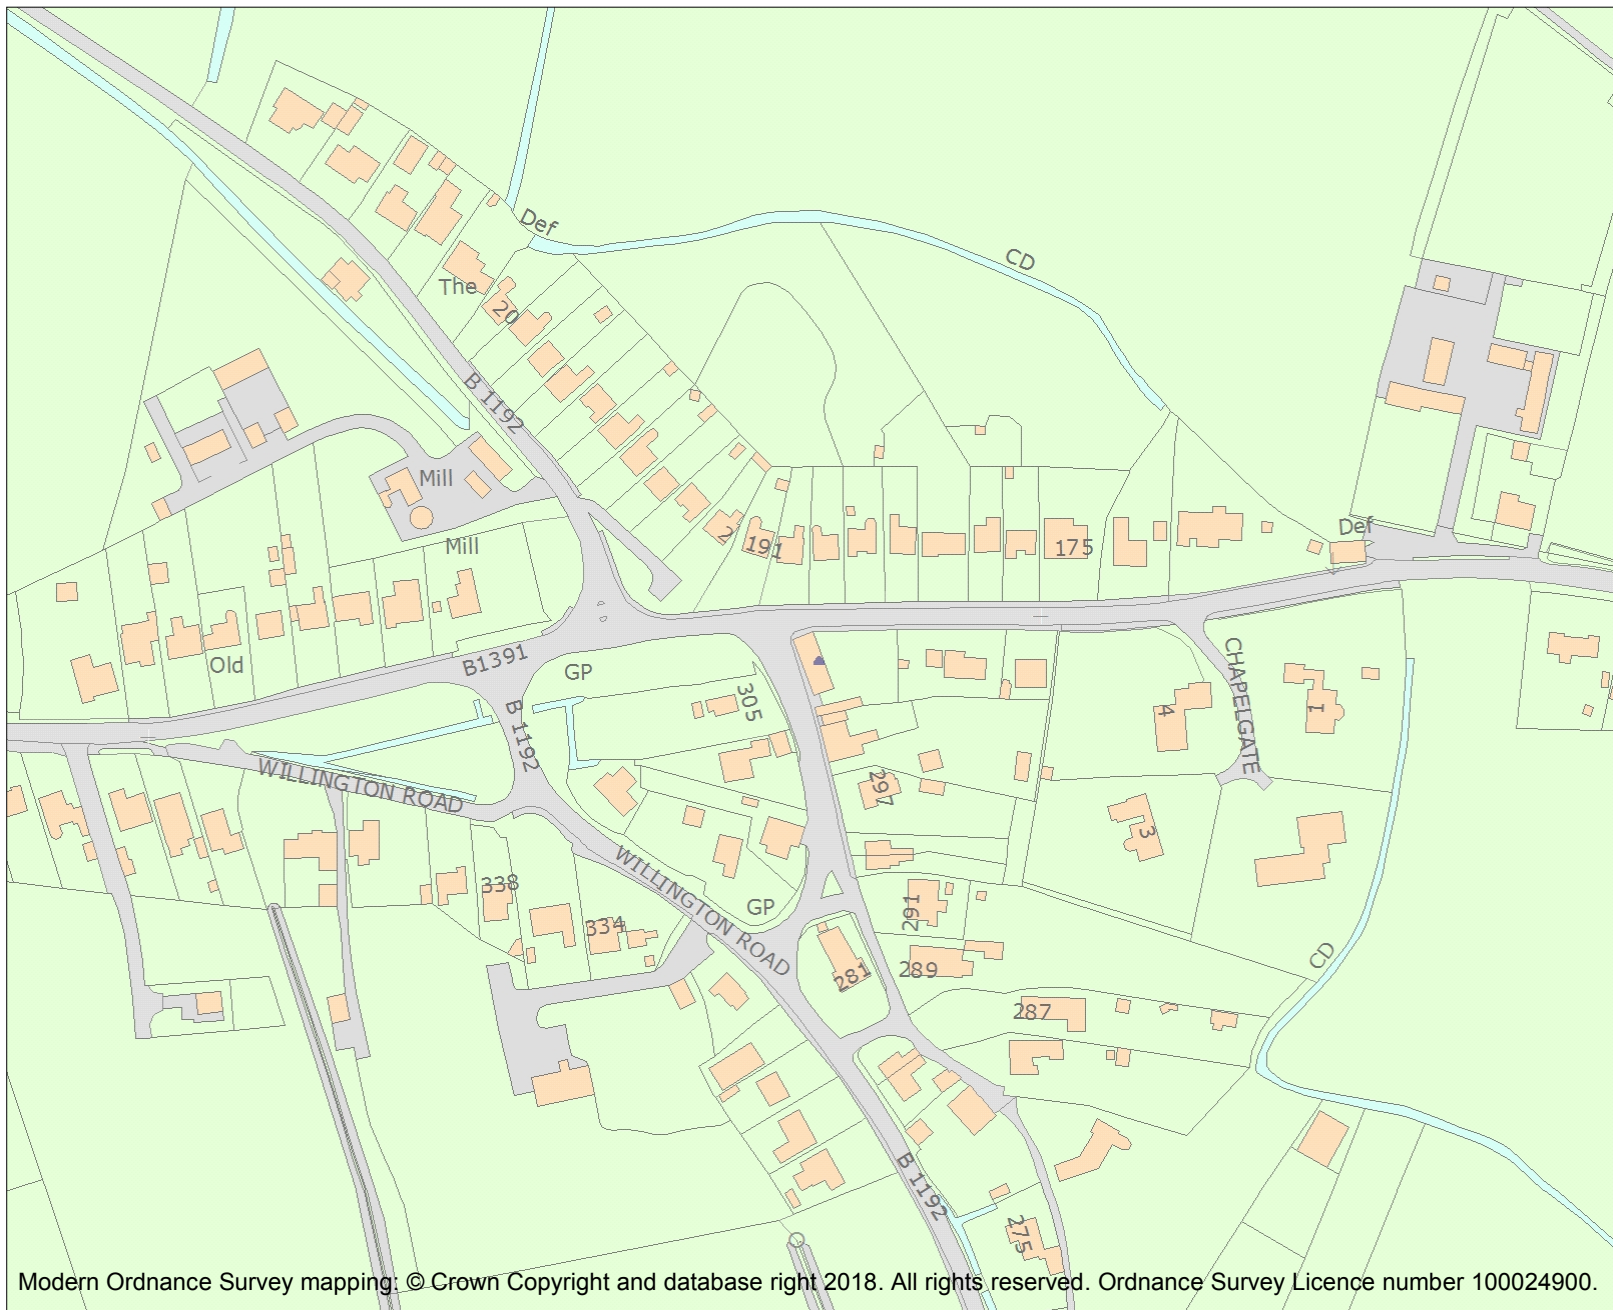 Def
CD
The
20
B 1192
Mill
Mill
2
191
175
Def
Old
B1391
GP
305
CHAPELGATE
4
1
B 1192
WILLINGTON ROAD
297
3
WILLINGTON ROAD
338
334
GP
291
289
281
CD
287
B 1192
275
Modern Ordnance Survey mapping: © Crown Copyright and database right 2018. All rights reserved. Ordnance Survey Licence number 100024900.